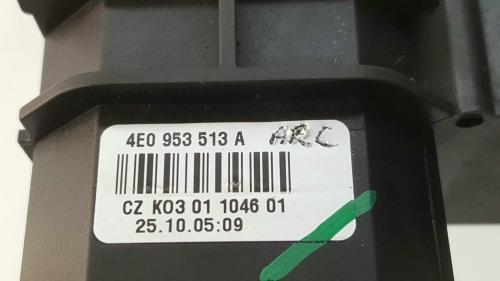 4E0 953 513 A ARC
CZ K03 01 1046 01
25.10.05:09